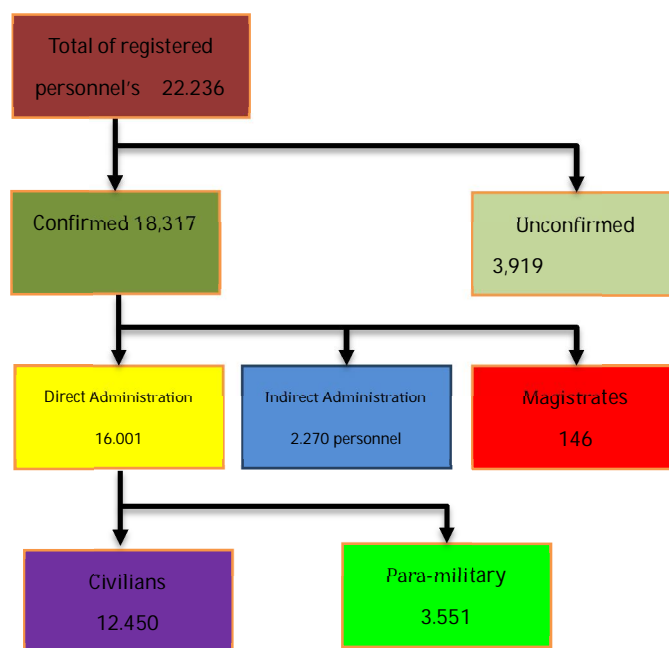 Total of registered
personnel's 22.236
Confirmed 18,317
Unconfirmed
3,919
Direct Administration
16.001
Indirect Administration
2.270 personnel
Magistrates
146
Civilians
12.450
Para-military
3.551